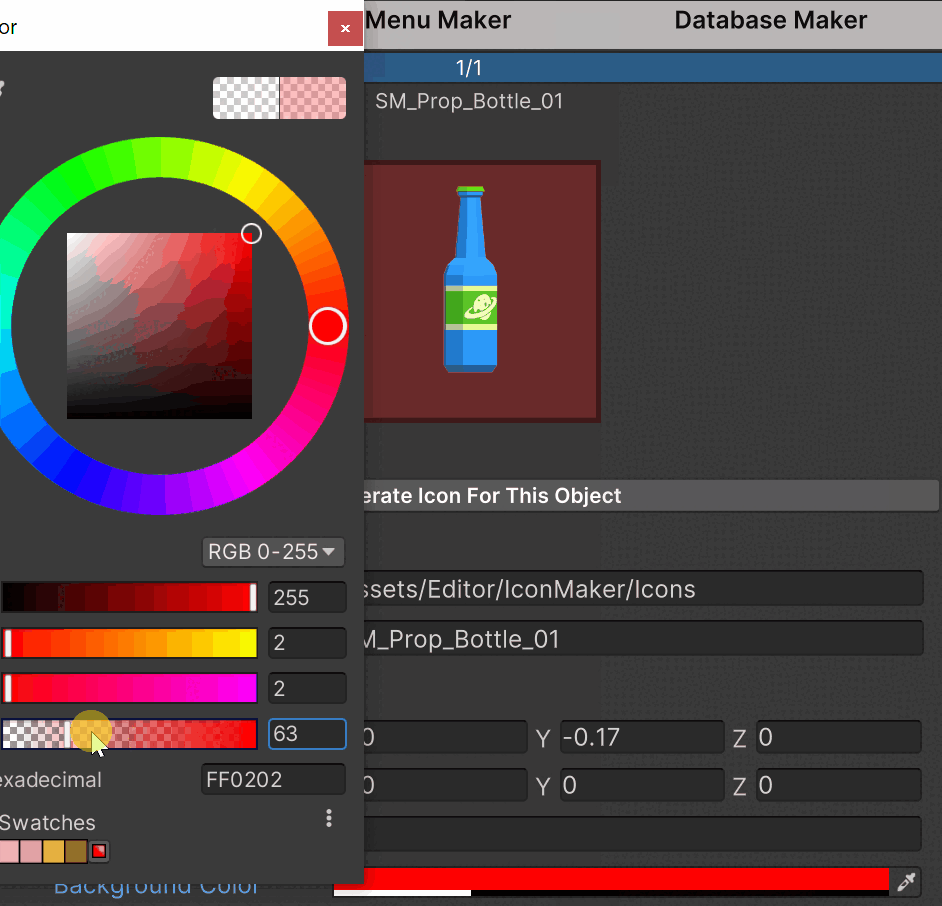 or
×
Menu Maker
Database Maker
1/1
SM_Prop_Bottle_01
erate Icon For This Object
RGB 0-255
255
ssets/Editor/IconMaker/Icons
2
M_Prop_Bottle_01
2
63
0
Y -0.17
Z 0
exadecimal
FF0202
0
Y 0
Z 0
Swatches
Background Color